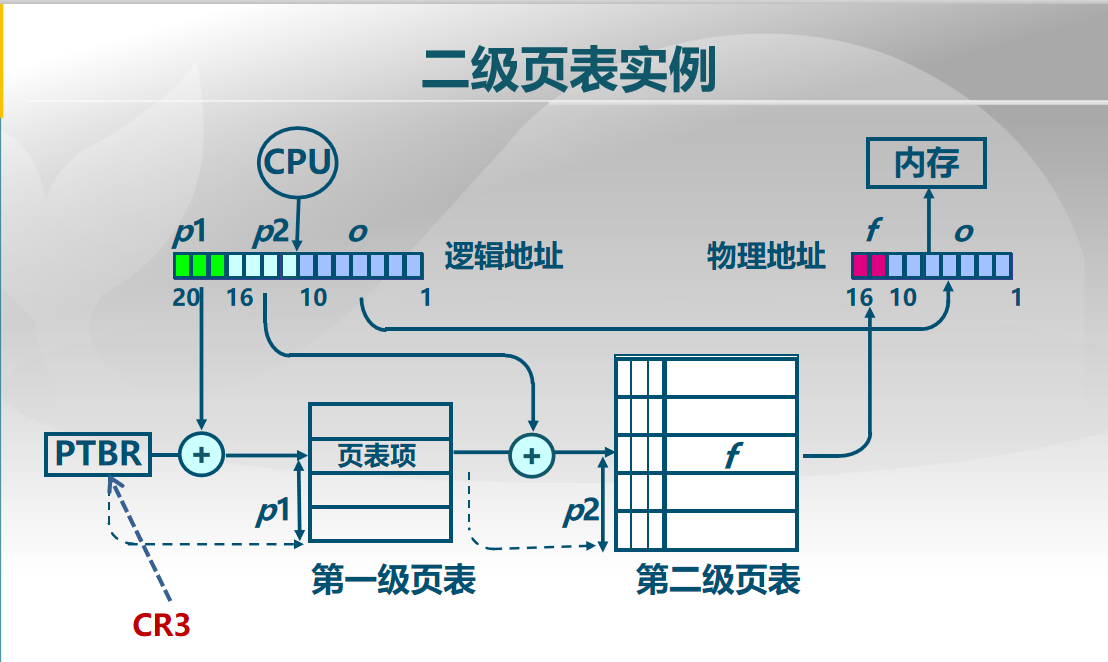 二级页表实例
CPU
内存
p1 p2 o
逻辑地址
物理地址
f o
20 16 10 1
16 10 1
PTBR
+
页表项
+
f
p1
p2
第一级页表
第二级页表
CR3